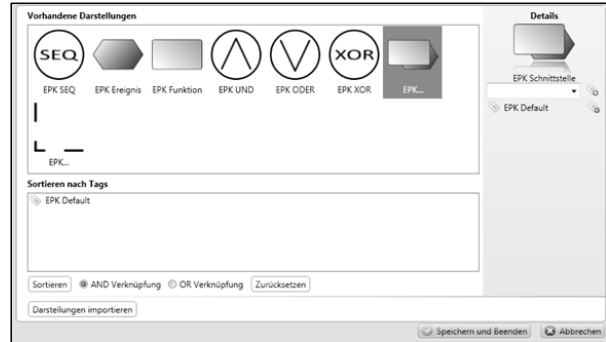 Vorhandene Darstellungen
Details
SEQ
XOR
EPK SEQ
EPK Ereignis
EPK Funktion
EPK UND
EPK ODER
EPK XOR
EPK...
EPK Schnittstelle
EPK Default
EPK...
Sortieren nach Tags
EPK Default
Sortieren
AND Verknüpfung
OR Verknüpfung
Zurücksetzen
Darstellungen importieren
Speichern und Beenden
Abbrechen